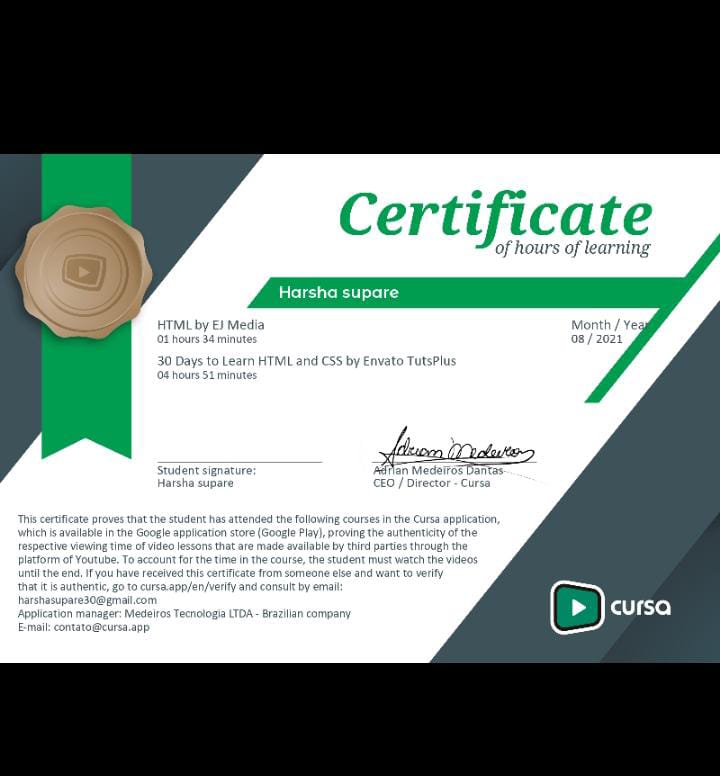 Certificate
of hours of learning
Harsha supare
HTML by EJ Media
01 hours 34 minutes
Month / Year
08 / 2021
30 Days to Learn HTML and CSS by Envato TutsPlus
04 hours 51 minutes
Adrian Medeiros
Student signature:
Harsha supare
Adrian Medeiros Dantas
CEO / Director - Cursa
This certificate proves that the student has attended the following courses in the Cursa application,
which is available in the Google application store (Google Play), proving the authenticity of the
respective viewing time of video lessons that are made available by third parties through the
platform of Youtube. To account for the time in the course, the student must watch the videos
until the end. If you have received this certificate from someone else and want to verify
that it is authentic, go to cursa.app/en/verify and consult by email:
harshasupare30@gmail.com
Application manager: Medeiros Tecnologia LTDA - Brazilian company
E-mail: contato@cursa.app
cursa